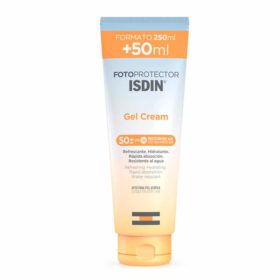 FORMATO 250ml
+50ml
FOTOPROTECTOR
ISDIN®
Gel Cream
50+
Refrescante. Hidratante.
Rápida absorción.
Resistente al agua
Refreshing. Hydrating.
Rapid absorption
Water resistant
ISDIN